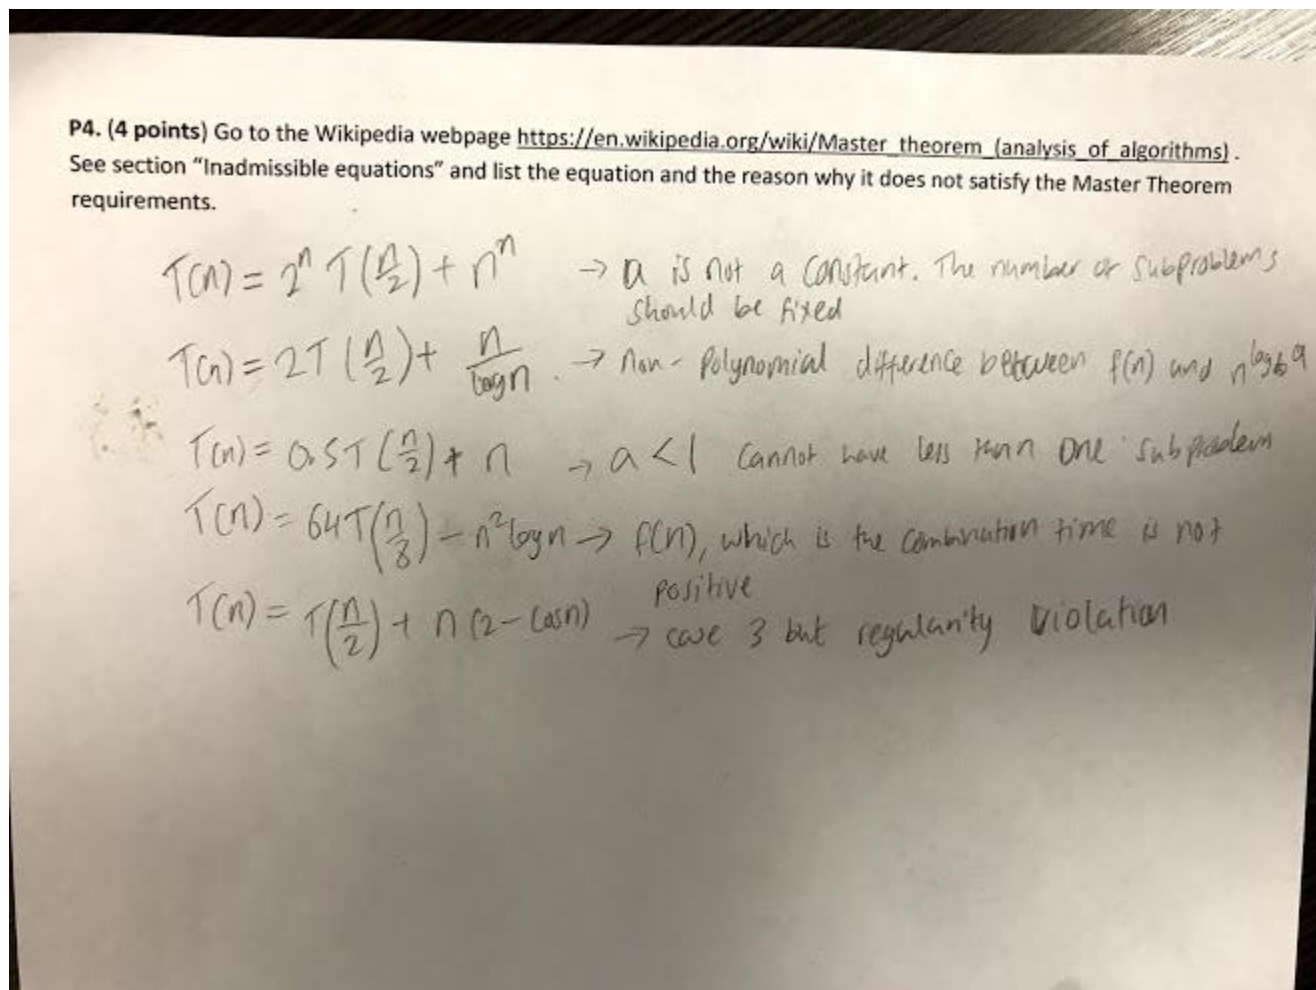 P4. (4 points) Go to the Wikipedia webpage https://en.wikipedia.org/wiki/Master_theorem_(analysis_of_algorithms) .
See section “Inadmissible equations” and list the equation and the reason why it does not satisfy the Master Theorem
requirements.
T(n) = 2^n T(n/2) + n^n → a is not a constant. The number of subproblems
should be fixed
T(n) = 2T(n/2) + n/logn . → non-polynomial difference between f(n) and n^log_b a
T(n) = 0.5T(n/2) + n → a<1 cannot have less than one subproblem
T(n) = 64T(n/8) - n^2 logn → f(n), which is the combination time is not
positive
T(n) = T(n/2) + n(2-cosn) → case 3 but regularity violation